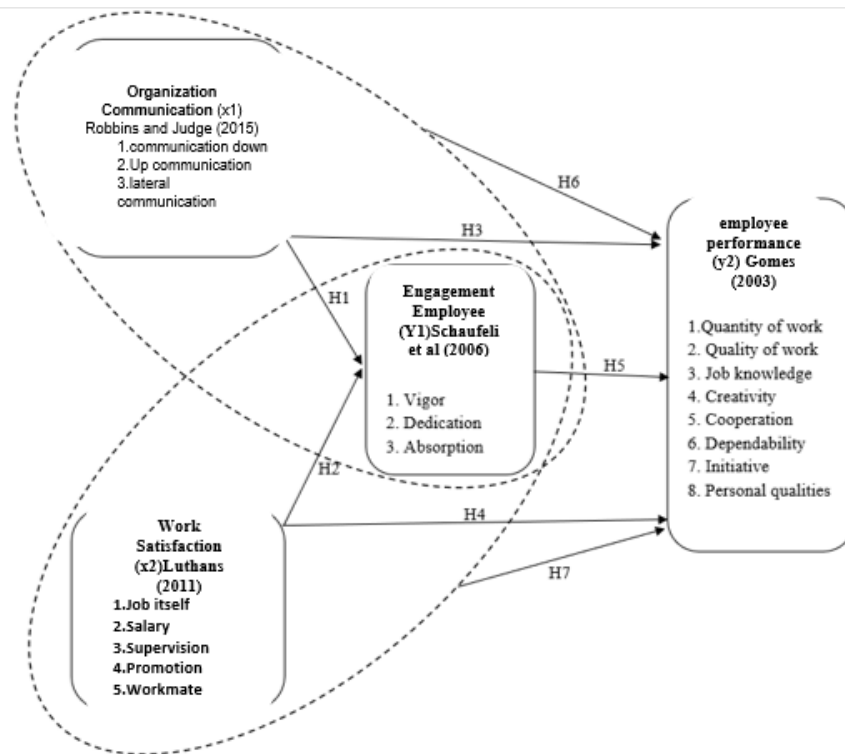 Organization
Communication (x1)
Robbins and Judge (2015)
1.communication down
2.Up communication
3.lateral
communication
H6
H3
H1
employee
performance
(y2) Gomes
(2003)
1.Quantity of work
2. Quality of work
3. Job knowledge
4. Creativity
5. Cooperation
6. Dependability
7. Initiative
8. Personal qualities
Engagement
Employee
(Y1)Schaufeli
et al (2006)
1. Vigor
2. Dedication
3. Absorption
H5
H2
H4
H7
Work
Satisfaction
(x2)Luthans
(2011)
1.Job itself
2.Salary
3.Supervision
4.Promotion
5.Workmate